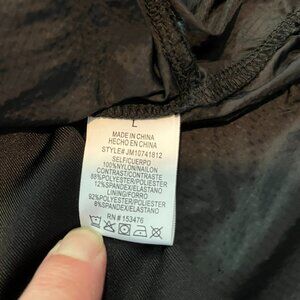 L
MADE IN CHINA
HECHO EN CHINA
STYLE# JM10741812
SELF/CUERPO
100%NYLON/NAILON
CONTRAST/CONTRASTE
88%POLYESTER/POLIESTER
12%SPANDEX/ELASTANO
LINING/FORRO
92%POLYESTER/POLIESTER
8%SPANDEX/ELASTANO
RN # 153476